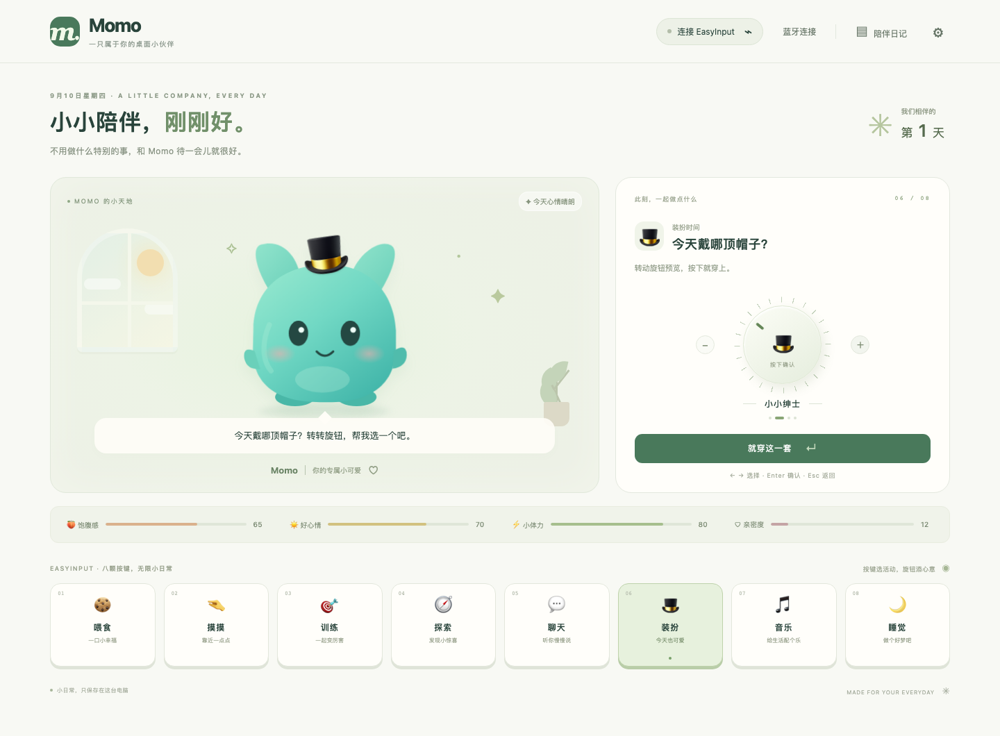 m.
Momo
一只属于你的桌面小伙伴
连接 EasyInput
蓝牙连接
陪伴日记
9月10日星期四 · A LITTLE COMPANY, EVERY DAY
小小陪伴，刚刚好。
不用做什么特别的事，和 Momo 待一会儿就很好。
我们相伴的
第 1 天
MOMO 的小天地
今天心情晴朗
今天戴哪顶帽子？转转旋钮，帮我选一个吧。
Momo
你的专属小可爱
此刻，一起做点什么
06 / 08
装扮时间
今天戴哪顶帽子？
转动旋钮预览，按下就穿上。
−
+
按下确认
小小绅士
就穿这一套
← → 选择 · Enter 确认 · Esc 返回
饱腹感 65
好心情 70
小体力 80
亲密度 12
EASYINPUT · 八颗按键，无限小日常
按键选活动，旋钮添心意
01
喂食
一口小幸福
02
摸摸
靠近一点点
03
训练
一起变厉害
04
探索
发现小惊喜
05
聊天
听你慢慢说
06
装扮
今天也可爱
07
音乐
给生活配个乐
08
睡觉
做个好梦吧
小日常，只保存在这台电脑
MADE FOR YOUR EVERYDAY